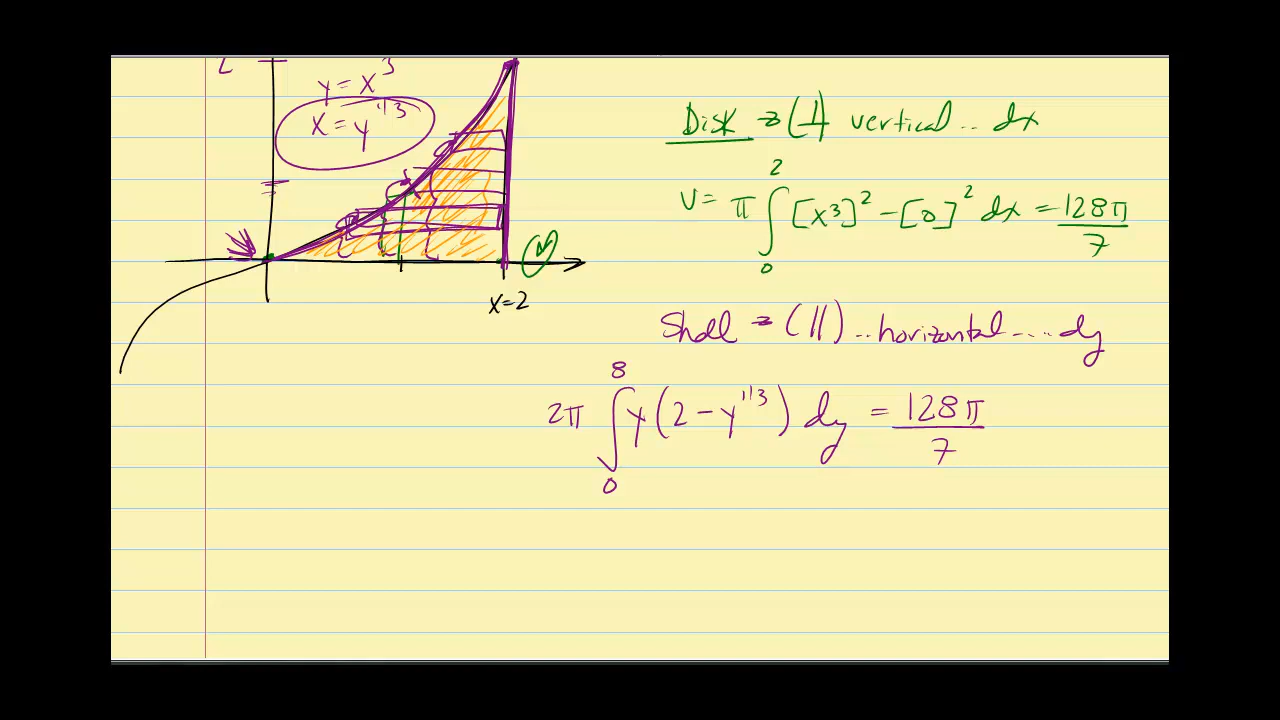 y = x³
x = y^{1/3}
x=2
Disk → (⊥) vertical.. dx
V = π ∫₀² [x³]² - [0]² dx = 128π/7
Shell → (||) ..horizontal.... dy
2π ∫₀⁸ y(2 - y^{1/3}) dy = 128π/7